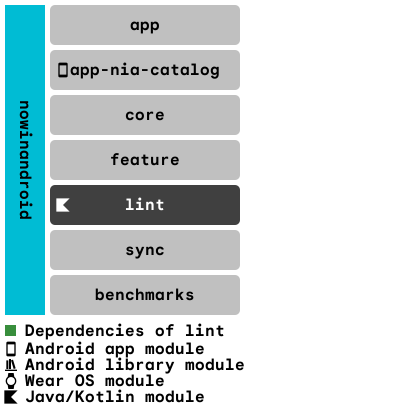 nowinandroid
app
app-nia-catalog
core
feature
lint
sync
benchmarks
Dependencies of lint
Android app module
Android library module
Wear OS module
Java/Kotlin module